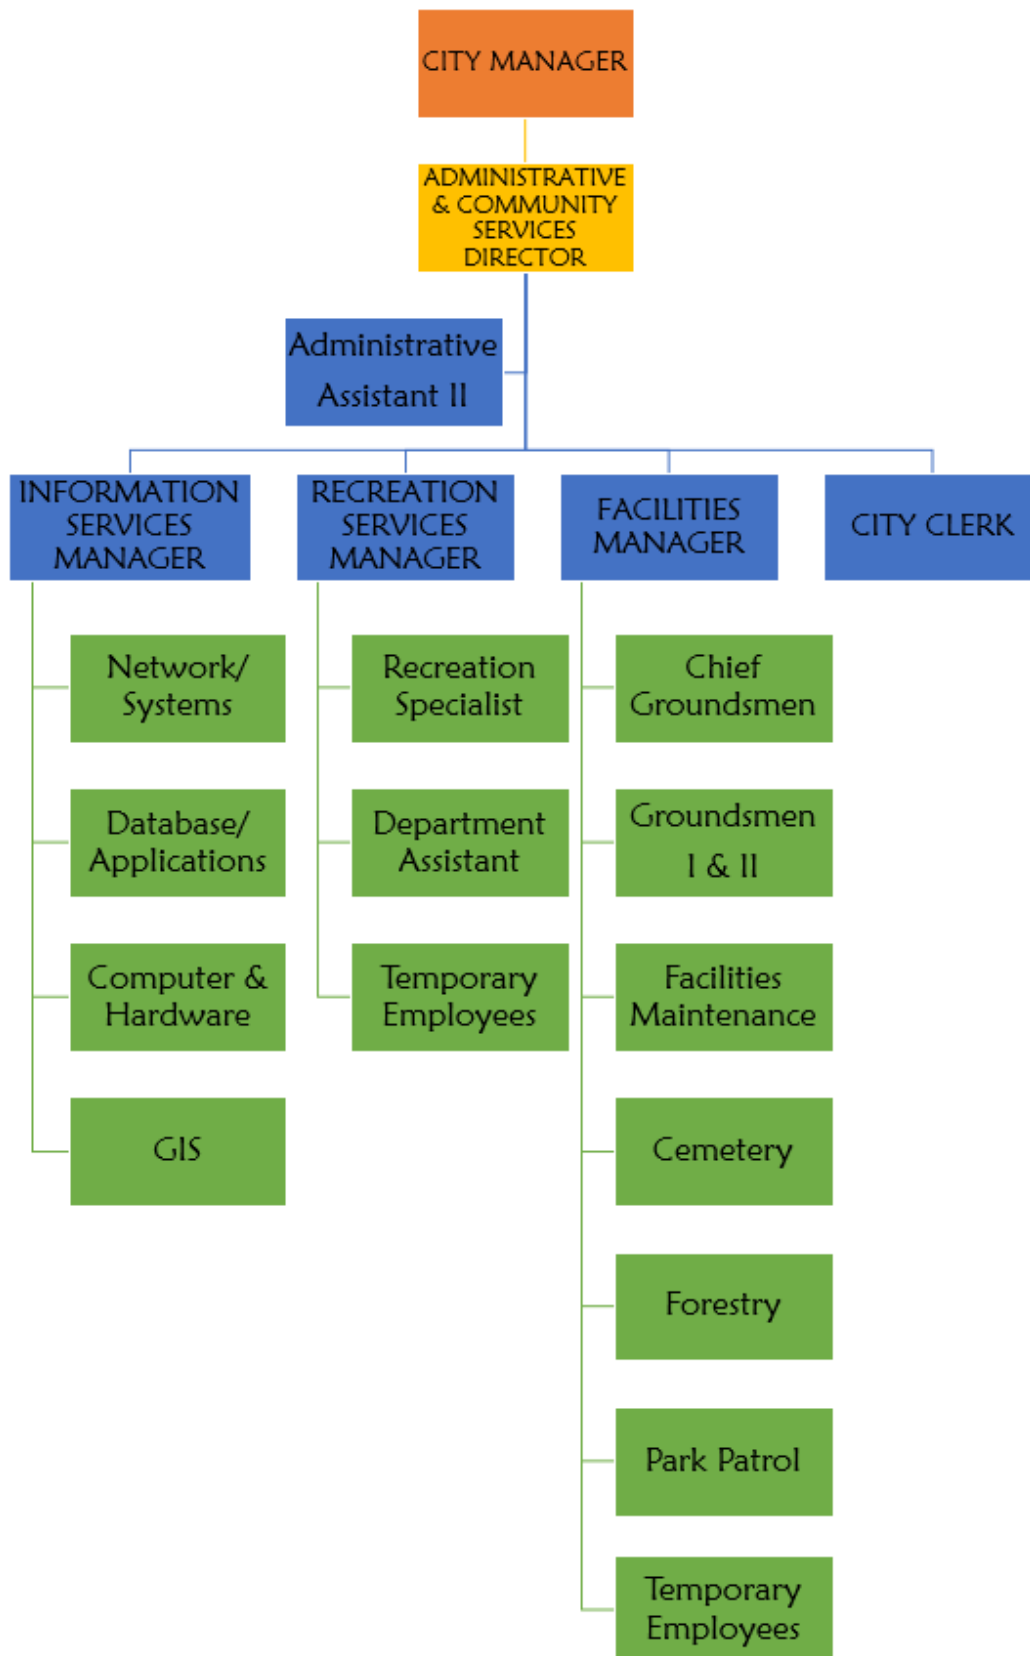 CITY MANAGER
ADMINISTRATIVE
& COMMUNITY
SERVICES
DIRECTOR
Administrative
Assistant II
INFORMATION
SERVICES
MANAGER
RECREATION
SERVICES
MANAGER
FACILITIES
MANAGER
CITY CLERK
Network/
Systems
Database/
Applications
Computer &
Hardware
GIS
Recreation
Specialist
Department
Assistant
Temporary
Employees
Chief
Groundsmen
Groundsmen
I & II
Facilities
Maintenance
Cemetery
Forestry
Park Patrol
Temporary
Employees